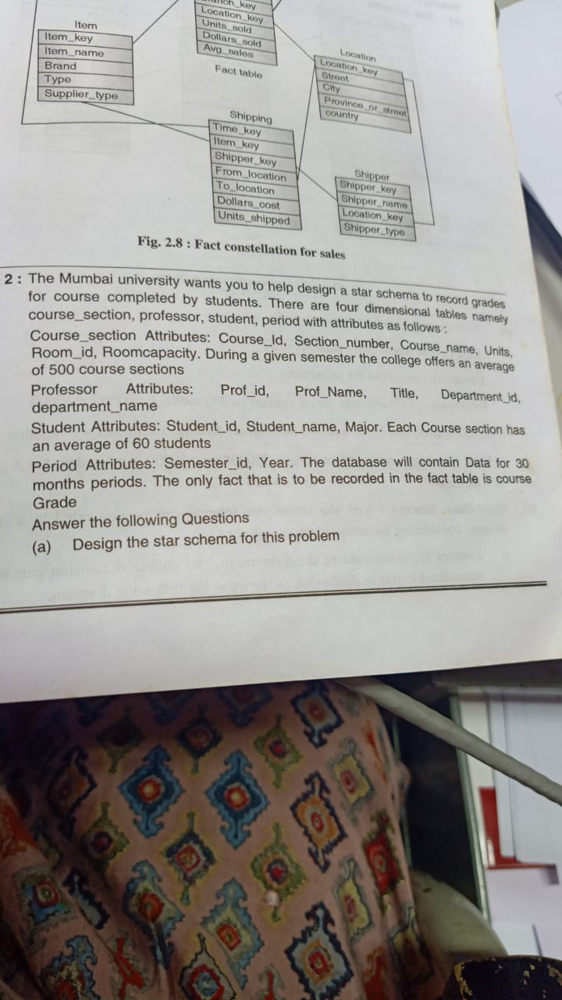 Location_key
Units_sold
Dollars_sold
Avg_sales
Fact table
Item
Item_key
Item_name
Brand
Type
Supplier_type
Location
Location_key
Street
City
Province_or_street
country
Shipping
Time_key
Item_key
Shipper_key
From_location
To_location
Dollars_cost
Units_shipped
Shipper
Shipper_key
Shipper_name
Location_key
Shipper_type
Fig. 2.8 : Fact constellation for sales
2 : The Mumbai university wants you to help design a star schema to record grades
for course completed by students. There are four dimensional tables namely
course_section, professor, student, period with attributes as follows :
Course_section Attributes: Course_Id, Section_number, Course_name, Units,
Room_id, Roomcapacity. During a given semester the college offers an average
of 500 course sections
Professor Attributes: Prof_id, Prof_Name, Title, Department_id,
department_name
Student Attributes: Student_id, Student_name, Major. Each Course section has
an average of 60 students
Period Attributes: Semester_id, Year. The database will contain Data for 30
months periods. The only fact that is to be recorded in the fact table is course
Grade
Answer the following Questions
(a) Design the star schema for this problem